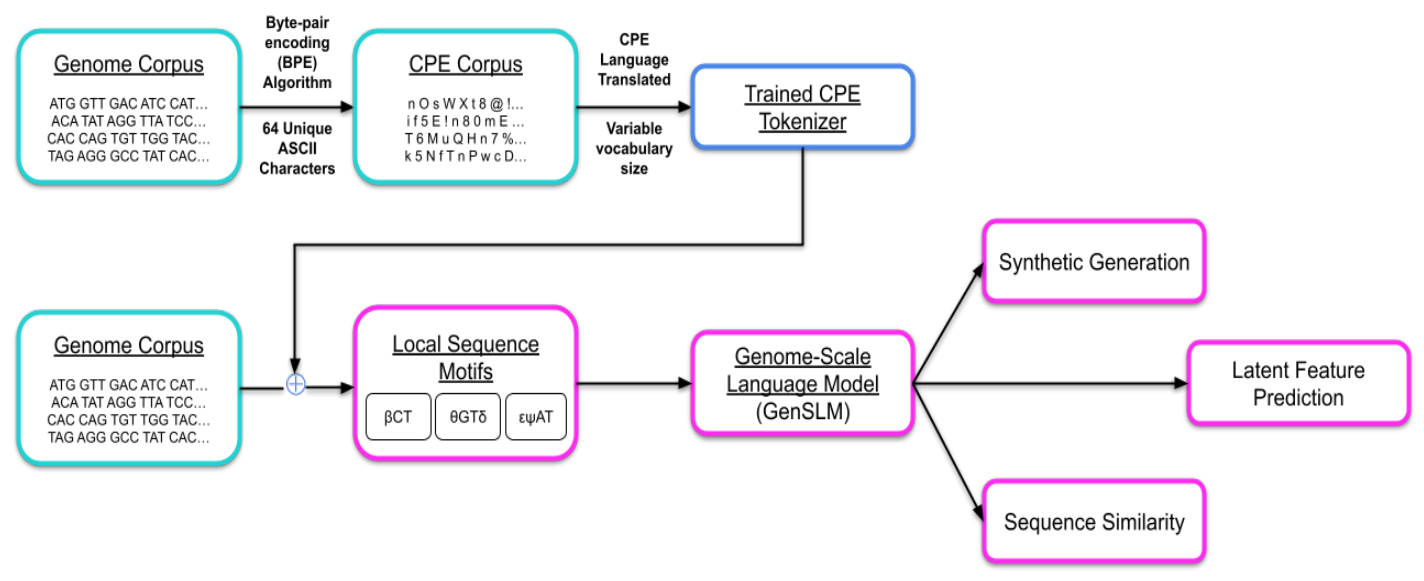 Genome Corpus
ATG GTT GAC ATC CAT...
ACA TAT AGG TTA TCC...
CAC CAG TGT TGG TAC...
TAG AGG GCC TAT CAC...
Byte-pair
encoding
(BPE)
Algorithm
64 Unique
ASCII
Characters
CPE Corpus
n O s W X t 8 @ !...
i f 5 E ! n 8 0 m E ...
T 6 M u Q H n 7 %...
k 5 N f T n P w c D...
CPE
Language
Translated
Variable
vocabulary
size
Trained CPE
Tokenizer
Genome Corpus
ATG GTT GAC ATC CAT...
ACA TAT AGG TTA TCC...
CAC CAG TGT TGG TAC...
TAG AGG GCC TAT CAC...
Local Sequence
Motifs
βCT
θGTδ
εψAT
Genome-Scale
Language Model
(GenSLM)
Synthetic Generation
Latent Feature
Prediction
Sequence Similarity